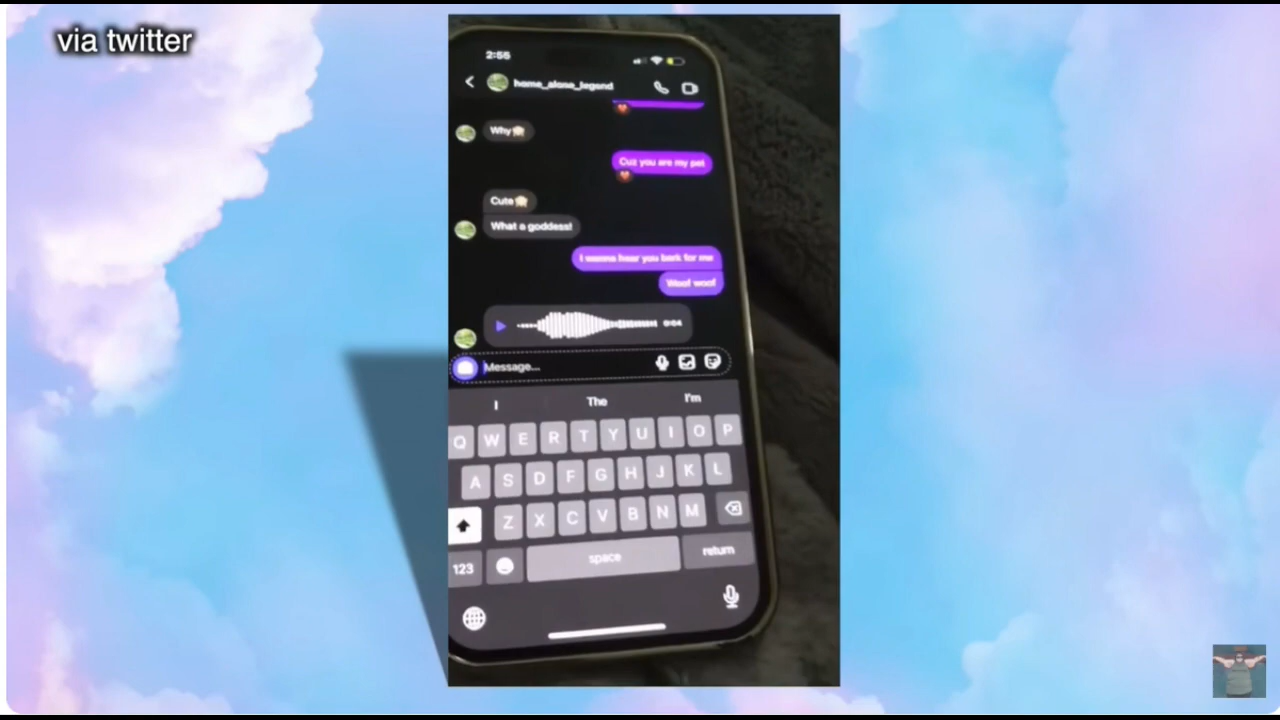 via twitter
2:55
home_alone_legend
Why
Cuz you are my pet
Cute
What a goddess!
I wanna hear you bark for me
Woof woof
0:04
Message...
I The I'm
Q W E R T Y U I O P
A S D F G H J K L
Z X C V B N M
123 space return